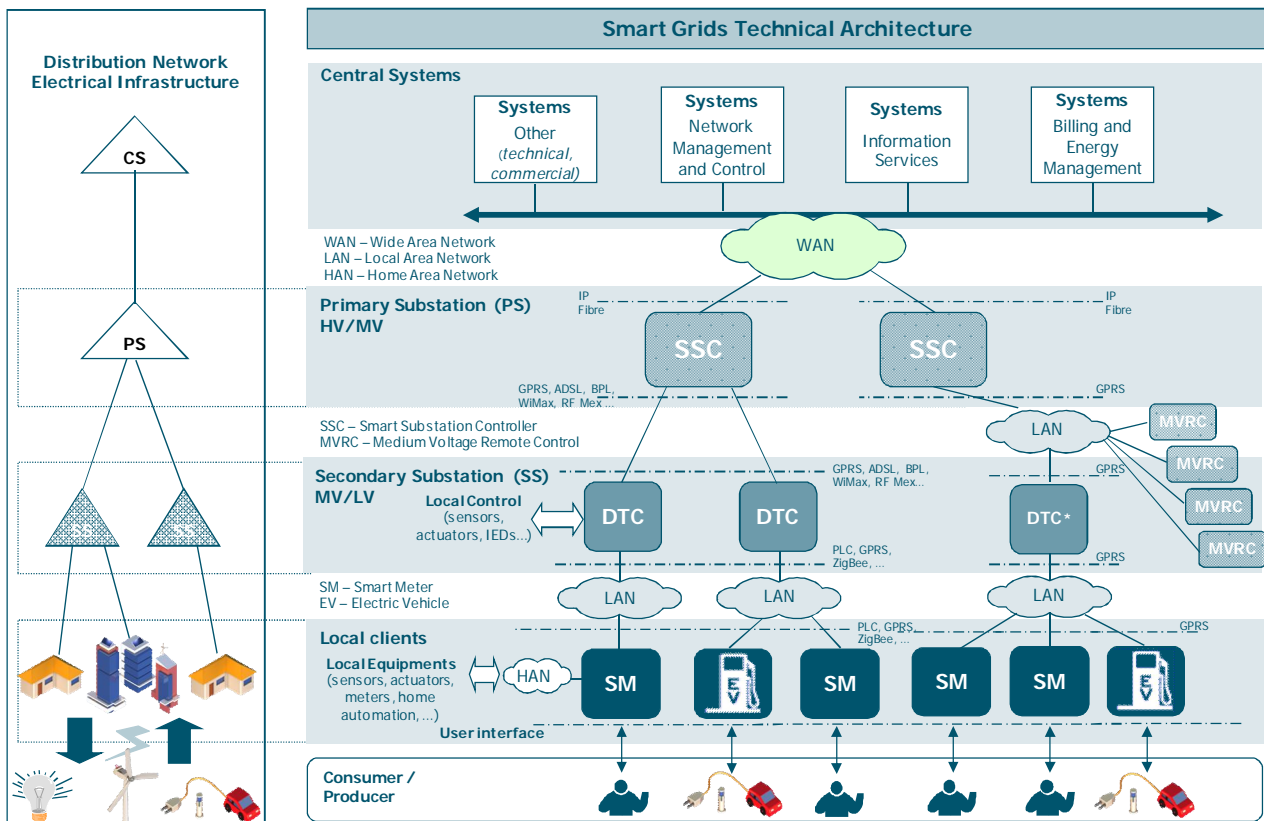 Smart Grids Technical Architecture
Distribution Network
Electrical Infrastructure
CS
PS
SS
SS
Central Systems
Systems
Other
(technical,
commercial)
Systems
Network
Management
and Control
Systems
Information
Services
Systems
Billing and
Energy
Management
WAN
WAN – Wide Area Network
LAN – Local Area Network
HAN – Home Area Network
Primary Substation (PS)
HV/MV
IP
Fibre
IP
Fibre
SSC
SSC
GPRS, ADSL, BPL,
WiMax, RF Mex ...
GPRS
SSC – Smart Substation Controller
MVRC – Medium Voltage Remote Control
LAN
MVRC
MVRC
MVRC
MVRC
Secondary Substation (SS)
MV/LV
GPRS, ADSL, BPL,
WiMax, RF Mex...
GPRS
Local Control
(sensors,
actuators, IEDs...)
DTC
DTC
DTC*
PLC, GPRS,
ZigBee, ...
GPRS
SM – Smart Meter
EV – Electric Vehicle
LAN
LAN
LAN
Local clients
PLC, GPRS,
ZigBee, ...
GPRS
Local Equipments
(sensors, actuators,
meters, home
automation, ...)
HAN
SM
EV
SM
SM
SM
EV
User interface
Consumer /
Producer